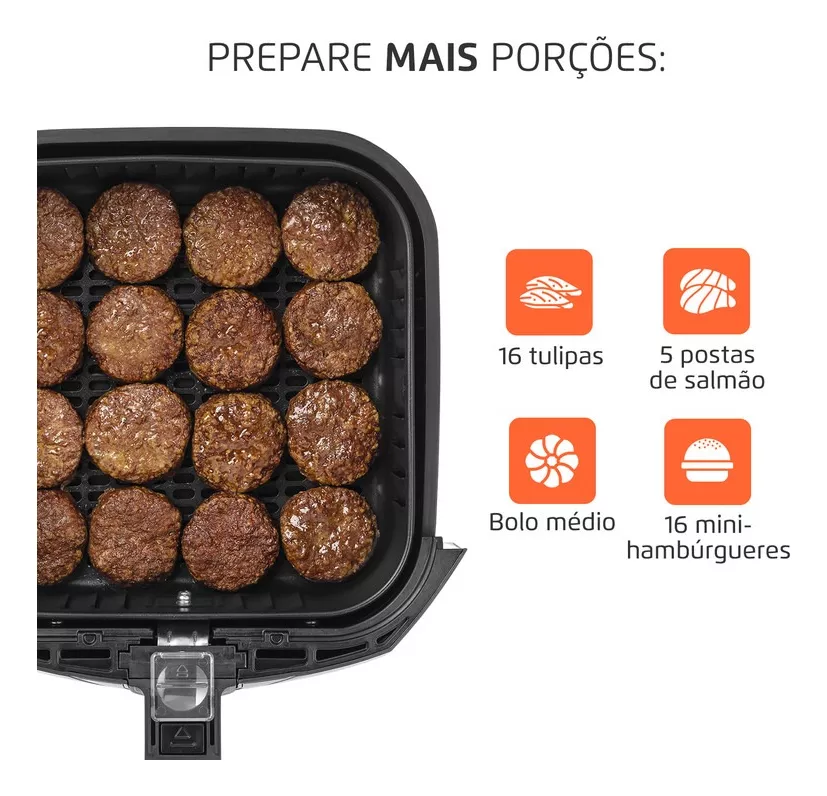 PREPARE MAIS PORÇÕES:
16 tulipas
5 postas
de salmão
Bolo médio
16 mini-
hambúrgueres